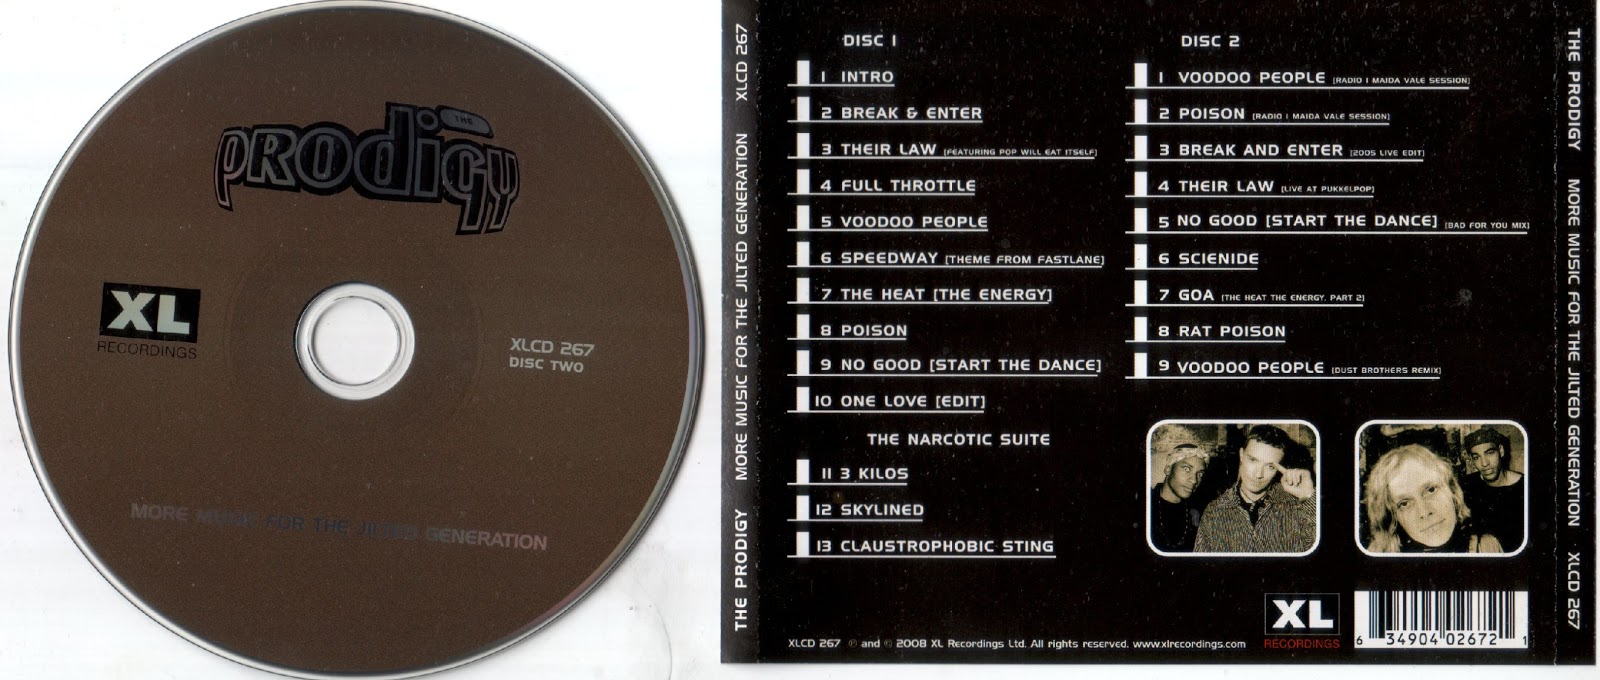 THE
PRODIGY
XL
RECORDINGS
XLCD 267
DISC TWO
MORE MUSIC FOR THE JILTED GENERATION
THE PRODIGY MORE MUSIC FOR THE JILTED GENERATION XLCD 267
DISC 1
1 INTRO
2 BREAK & ENTER
3 THEIR LAW [FEATURING POP WILL EAT ITSELF]
4 FULL THROTTLE
5 VOODOO PEOPLE
6 SPEEDWAY [THEME FROM FASTLANE]
7 THE HEAT [THE ENERGY]
8 POISON
9 NO GOOD [START THE DANCE]
10 ONE LOVE [EDIT]
THE NARCOTIC SUITE
11 3 KILOS
12 SKYLINED
13 CLAUSTROPHOBIC STING
DISC 2
1 VOODOO PEOPLE [RADIO 1 MAIDA VALE SESSION]
2 POISON [RADIO 1 MAIDA VALE SESSION]
3 BREAK AND ENTER [2005 LIVE EDIT]
4 THEIR LAW [LIVE AT PUKKELPOP]
5 NO GOOD [START THE DANCE] [BAD FOR YOU MIX]
6 SCIENIDE
7 GOA [THE HEAT THE ENERGY. PART 2]
8 RAT POISON
9 VOODOO PEOPLE [DUST BROTHERS REMIX]
XLCD 267 ℗ and © 2008 XL Recordings Ltd. All rights reserved. www.xlrecordings.com
XL
RECORDINGS
6 34904 02672 1
THE PRODIGY MORE MUSIC FOR THE JILTED GENERATION · XLCD 267